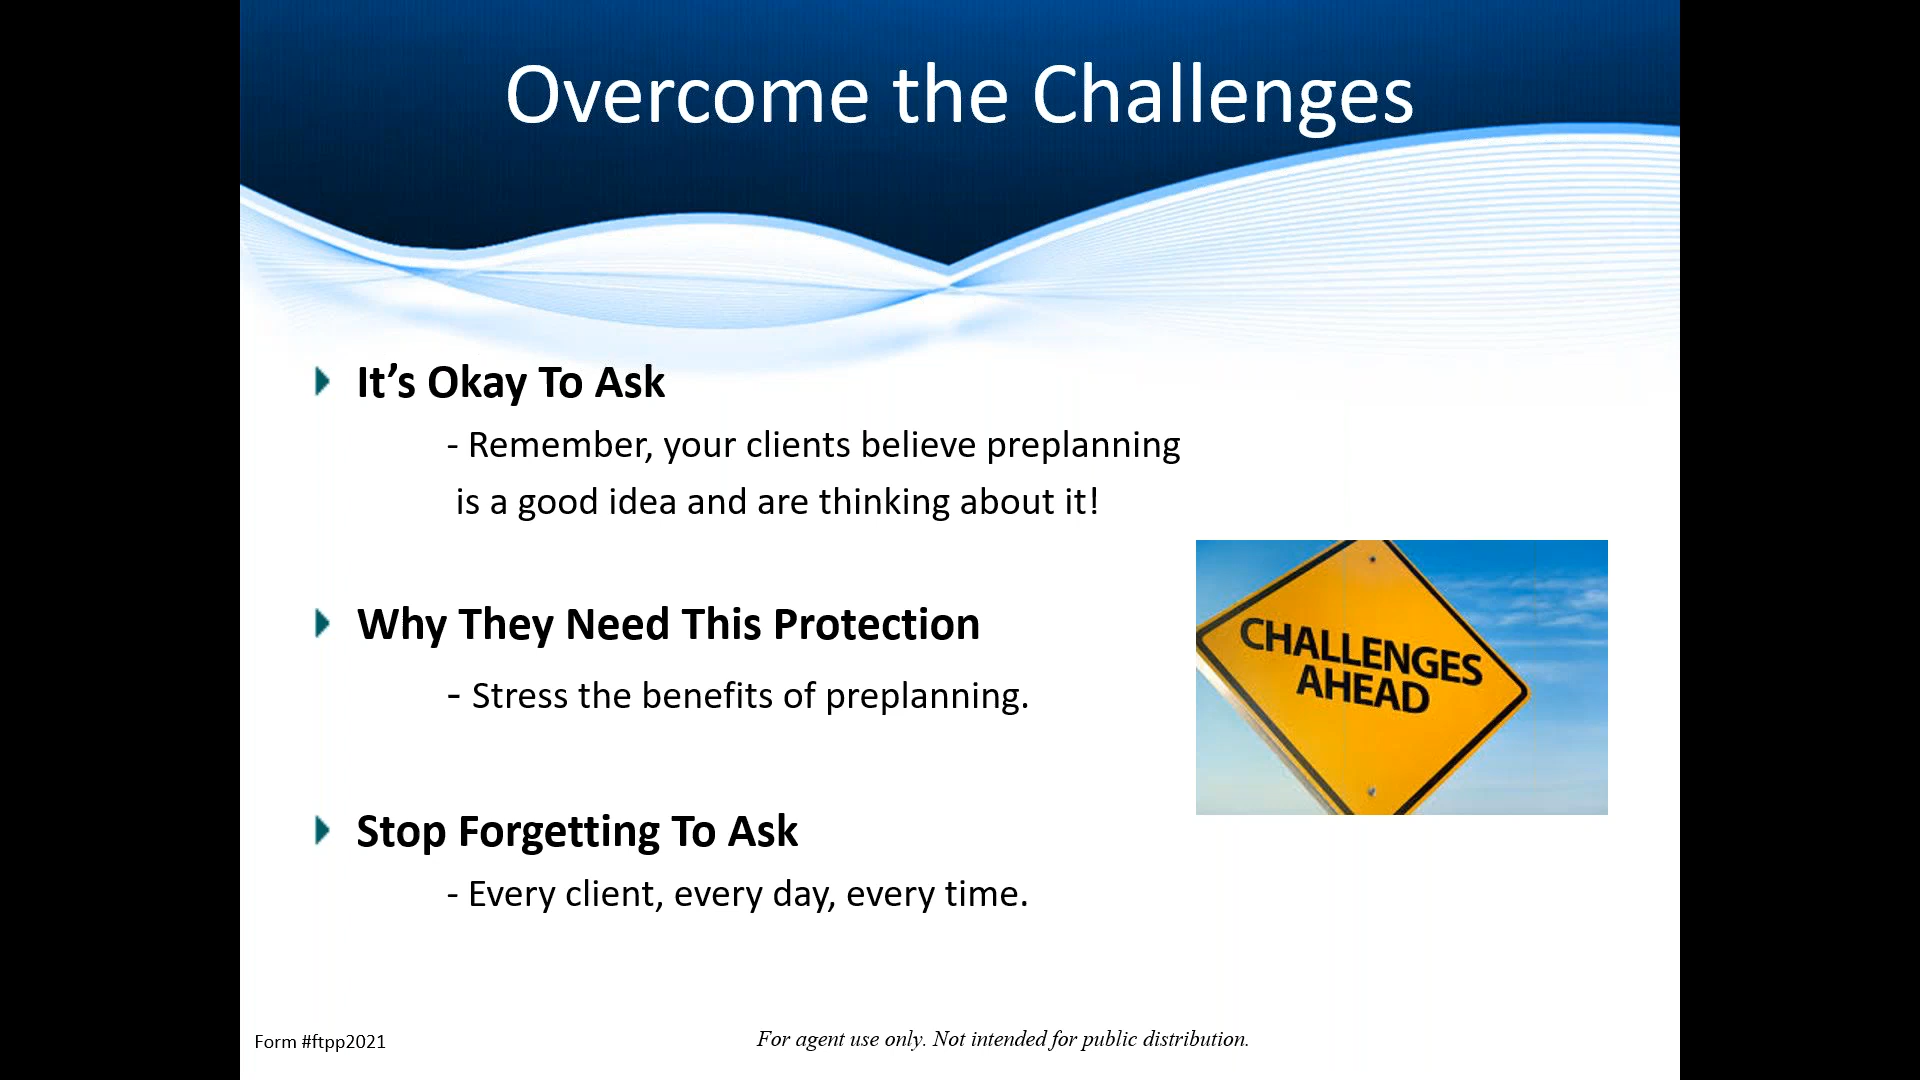 Overcome the Challenges
It’s Okay To Ask
- Remember, your clients believe preplanning
is a good idea and are thinking about it!
Why They Need This Protection
- Stress the benefits of preplanning.
CHALLENGES
AHEAD
Stop Forgetting To Ask
- Every client, every day, every time.
Form #ftpp2021
For agent use only. Not intended for public distribution.